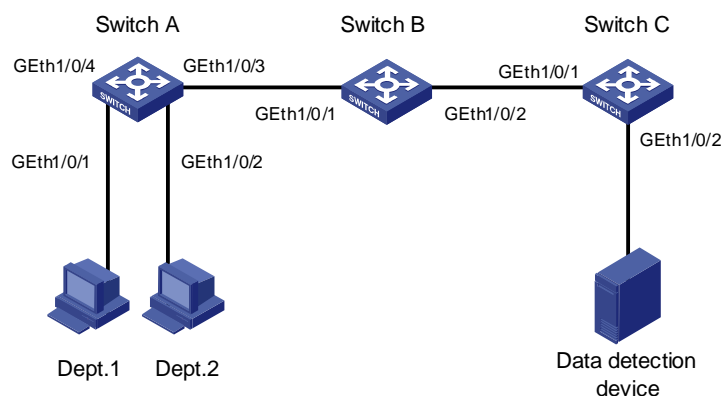 Switch A
Switch B
Switch C
GEth1/0/4
GEth1/0/3
GEth1/0/1
SWITCH
SWITCH
SWITCH
GEth1/0/1
GEth1/0/2
GEth1/0/2
GEth1/0/1
GEth1/0/2
Dept.1
Dept.2
Data detection
device